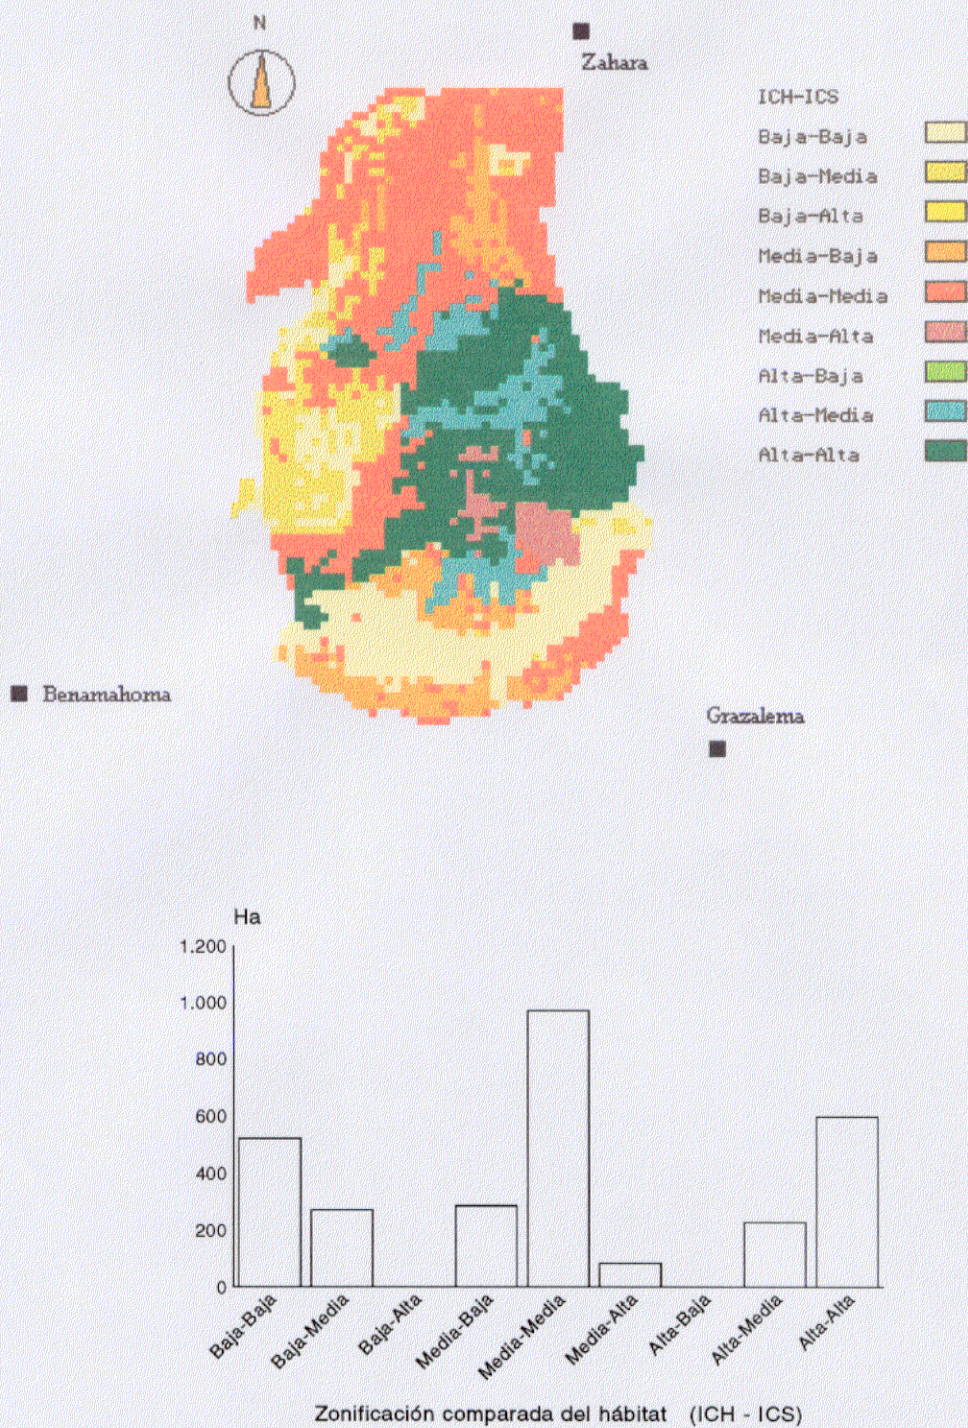 N
Zahara
ICH-ICS
Baja-Baja
Baja-Media
Baja-Alta
Media-Baja
Media-Media
Media-Alta
Alta-Baja
Alta-Media
Alta-Alta
Benamahoma
Grazalema
Ha
1.200
1.000
800
600
400
200
0
Baja-Baja
Baja-Media
Baja-Alta
Media-Baja
Media-Media
Media-Alta
Alta-Baja
Alta-Media
Alta-Alta
Zonificación comparada del hábitat (ICH - ICS)